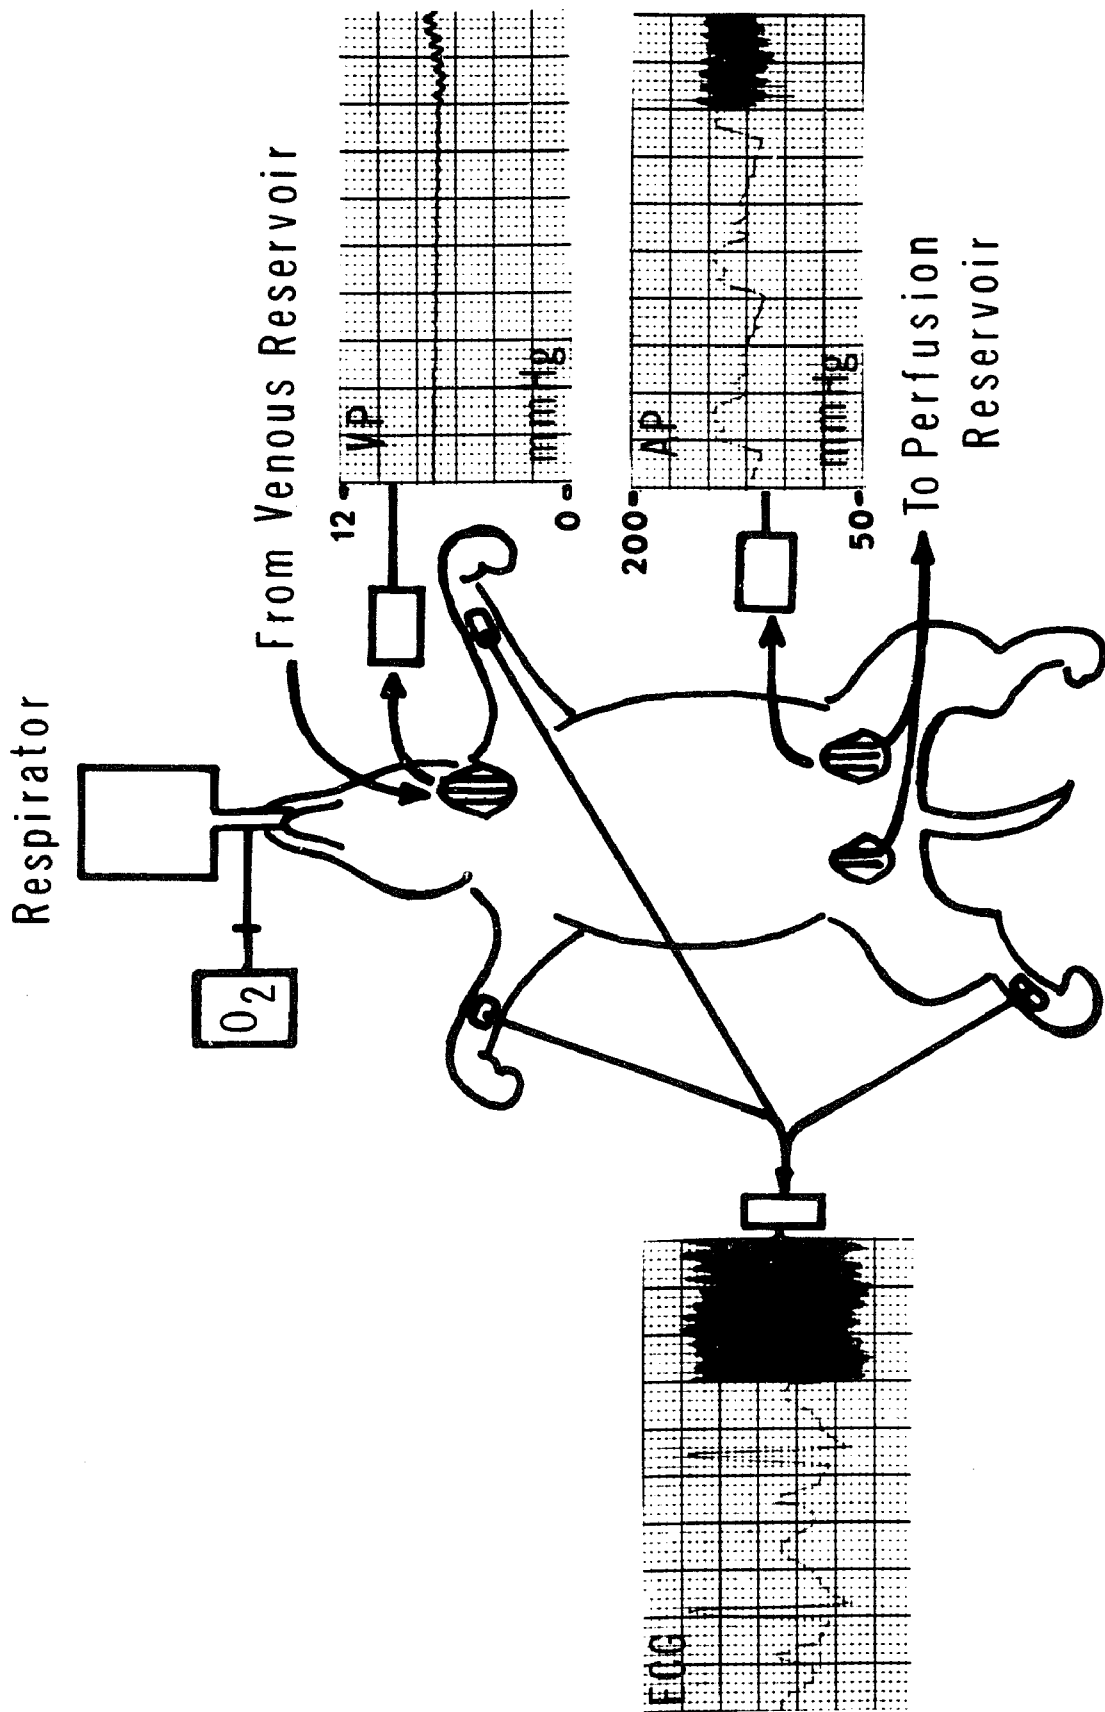 Respirator
O2
From Venous Reservoir
12-
VP
mmHg
0-
200-
AP
mmHg
50-
To Perfusion
Reservoir
ECG